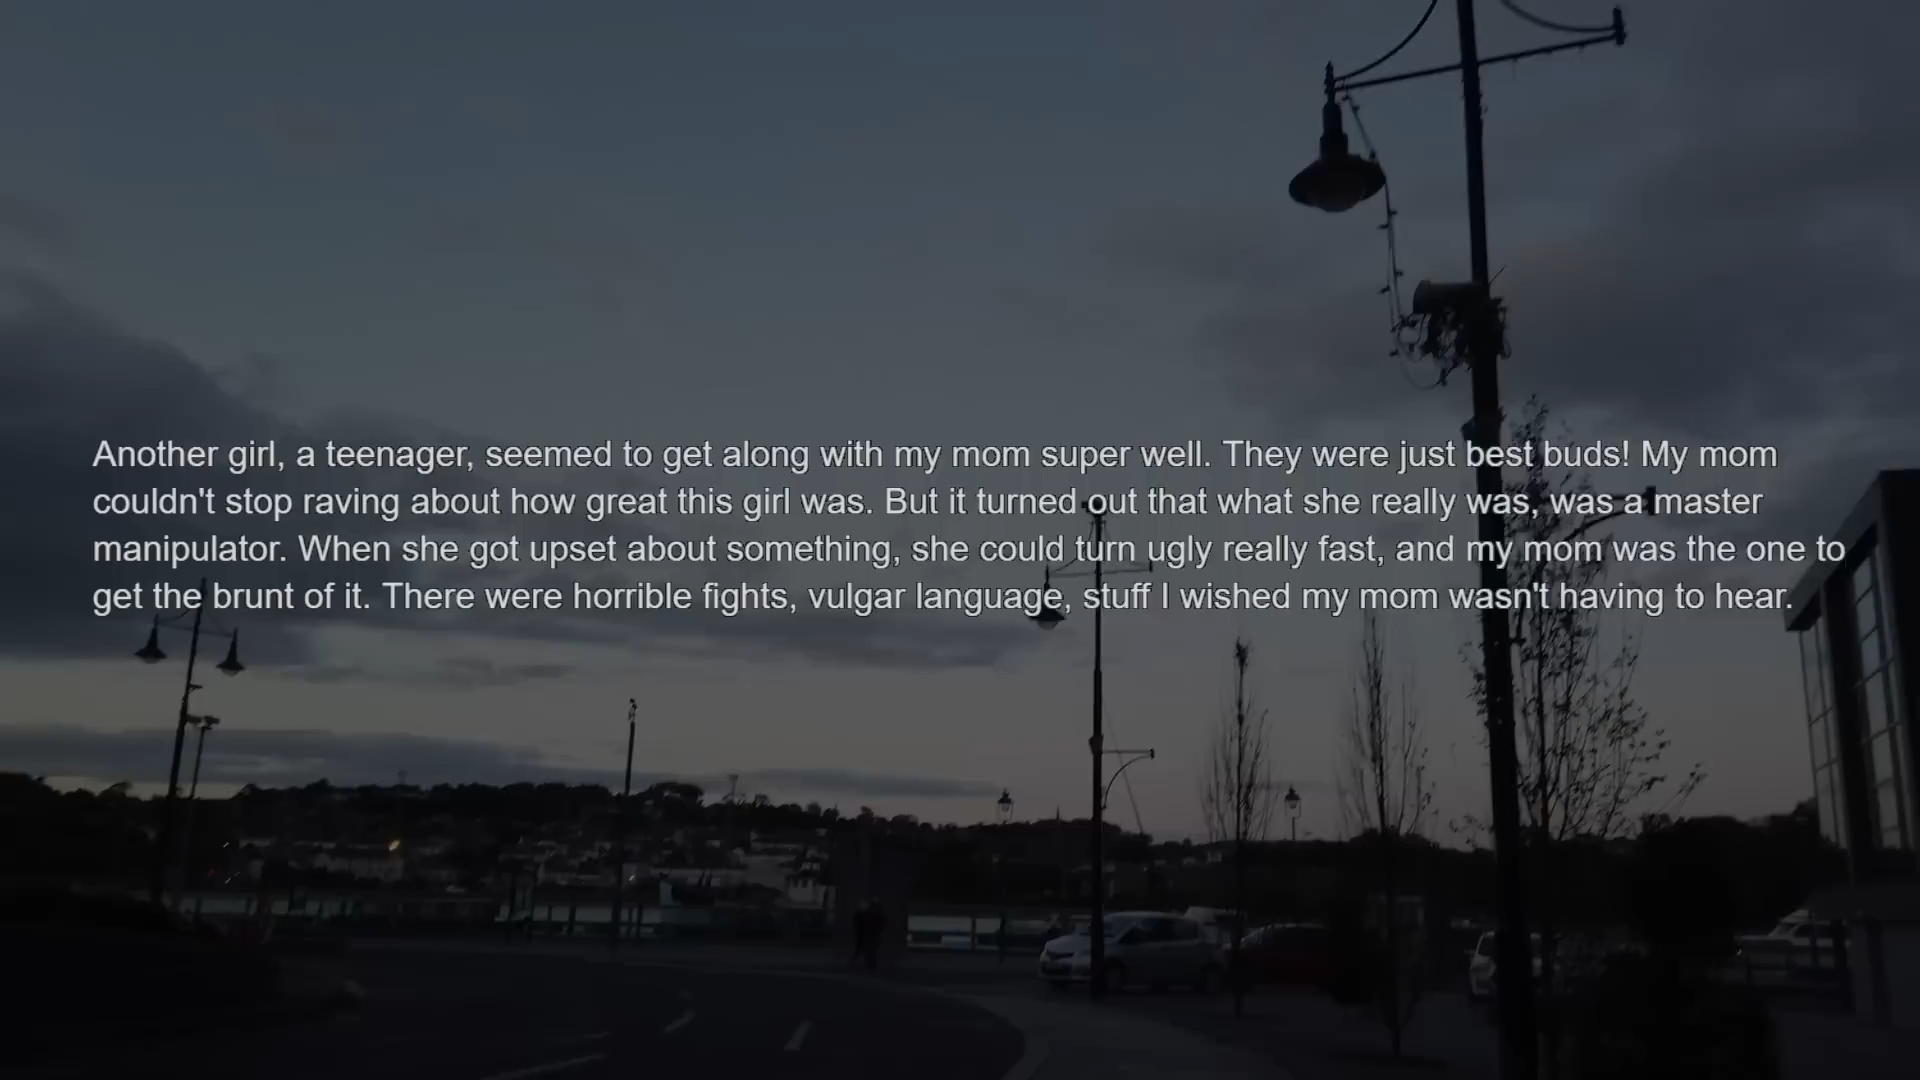 Another girl, a teenager, seemed to get along with my mom super well. They were just best buds! My mom
couldn't stop raving about how great this girl was. But it turned out that what she really was, was a master
manipulator. When she got upset about something, she could turn ugly really fast, and my mom was the one to
get the brunt of it. There were horrible fights, vulgar language, stuff I wished my mom wasn't having to hear.